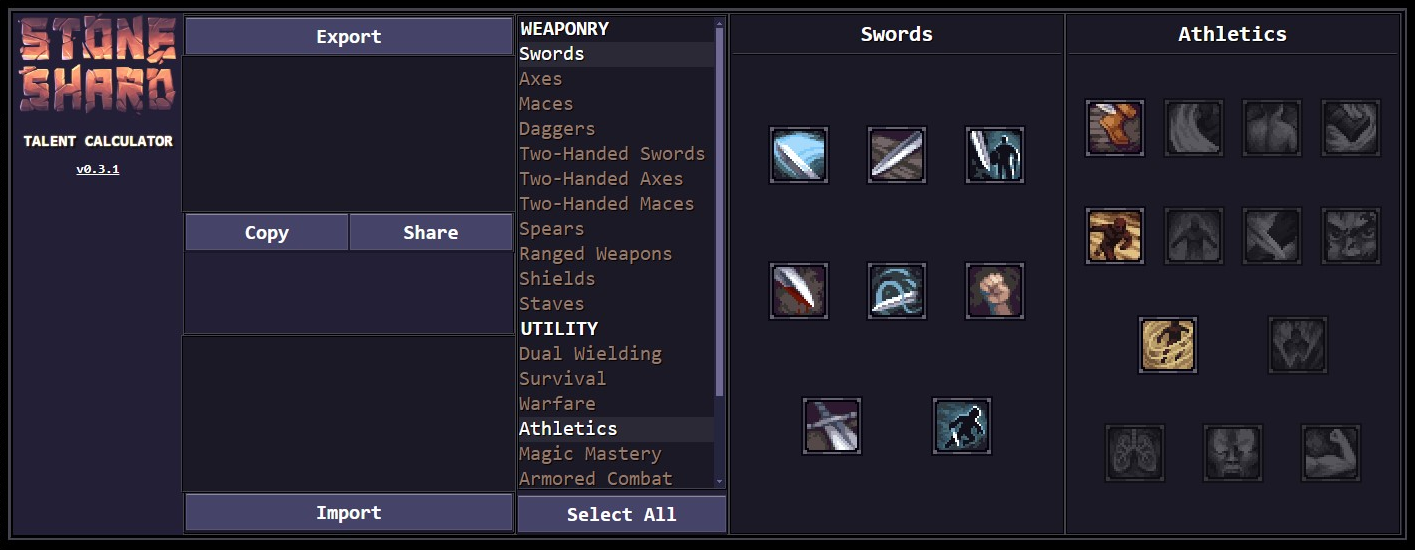 STONE
SHARD
TALENT CALCULATOR
v0.3.1
Export
Copy
Share
Import
WEAPONRY
Swords
Axes
Maces
Daggers
Two-Handed Swords
Two-Handed Axes
Two-Handed Maces
Spears
Ranged Weapons
Shields
Staves
UTILITY
Dual Wielding
Survival
Warfare
Athletics
Magic Mastery
Armored Combat
Select All
Swords
Athletics